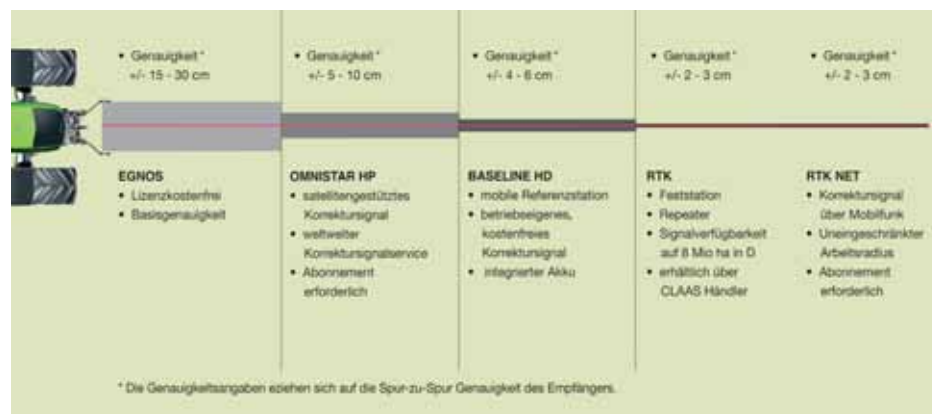 • Genauigkeit*
+/- 15 - 30 cm
• Genauigkeit*
+/- 5 - 10 cm
• Genauigkeit*
+/- 4 - 6 cm
• Genauigkeit*
+/- 2 - 3 cm
• Genauigkeit*
+/- 2 - 3 cm
EGNOS
• Lizenzkostenfrei
• Basisgenauigkeit
OMNISTAR HP
• satellitengestütztes
Korrektursignal
• weltweiter
Korrektursignalservice
• Abonnement
erforderlich
BASELINE HD
• mobile Referenzstation
• betriebseigenes,
kostenfreies
Korrektursignal
• integrierter Akku
RTK
• Feststation
• Repeater
• Signalverfügbarkeit
auf 8 Mio ha in D
• erhältlich über
CLAAS Händler
RTK NET
• Korrektursignal
über Mobilfunk
• Uneingeschränkter
Arbeitsradius
• Abonnement
erforderlich
* Die Genauigkeitsangaben eziehen sich auf die Spur-zu-Spur Genauigkeit des Empfängers.